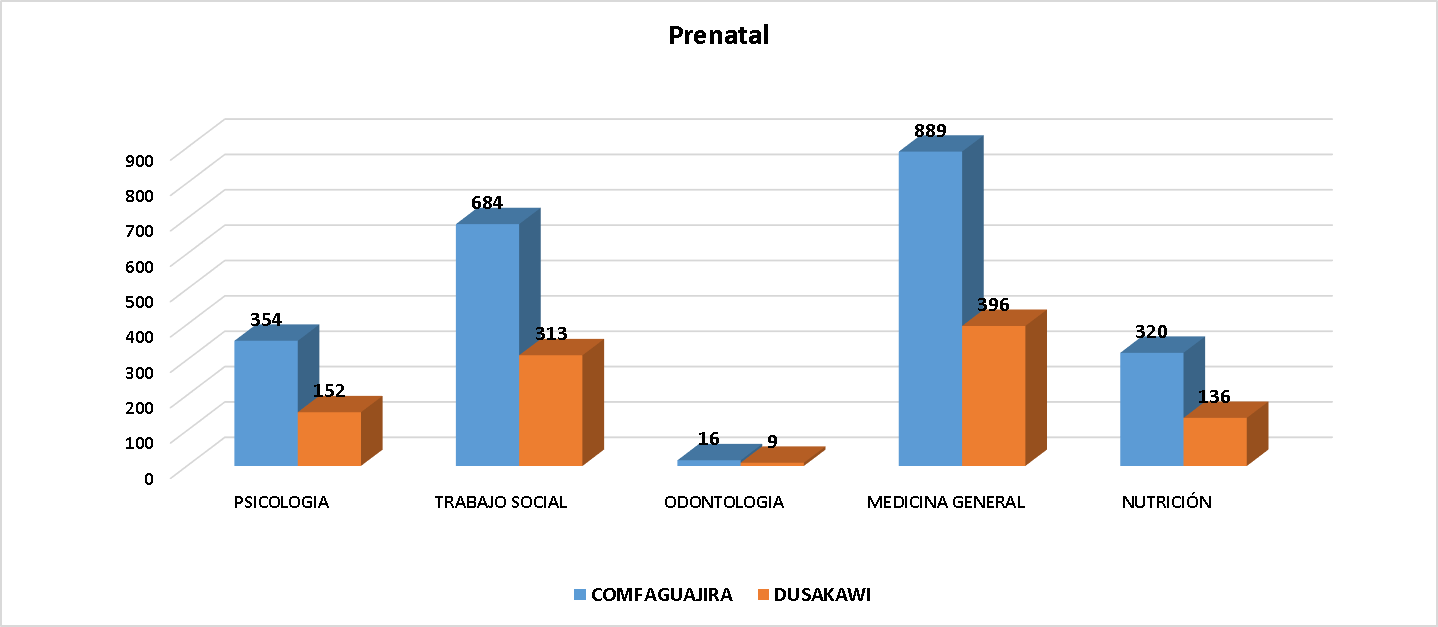 Prenatal
900
800
700
600
500
400
300
200
100
0
354
152
684
313
16
9
889
396
320
136
PSICOLOGIA
TRABAJO SOCIAL
ODONTOLOGIA
MEDICINA GENERAL
NUTRICIÓN
COMFAGUAJIRA
DUSAKAWI